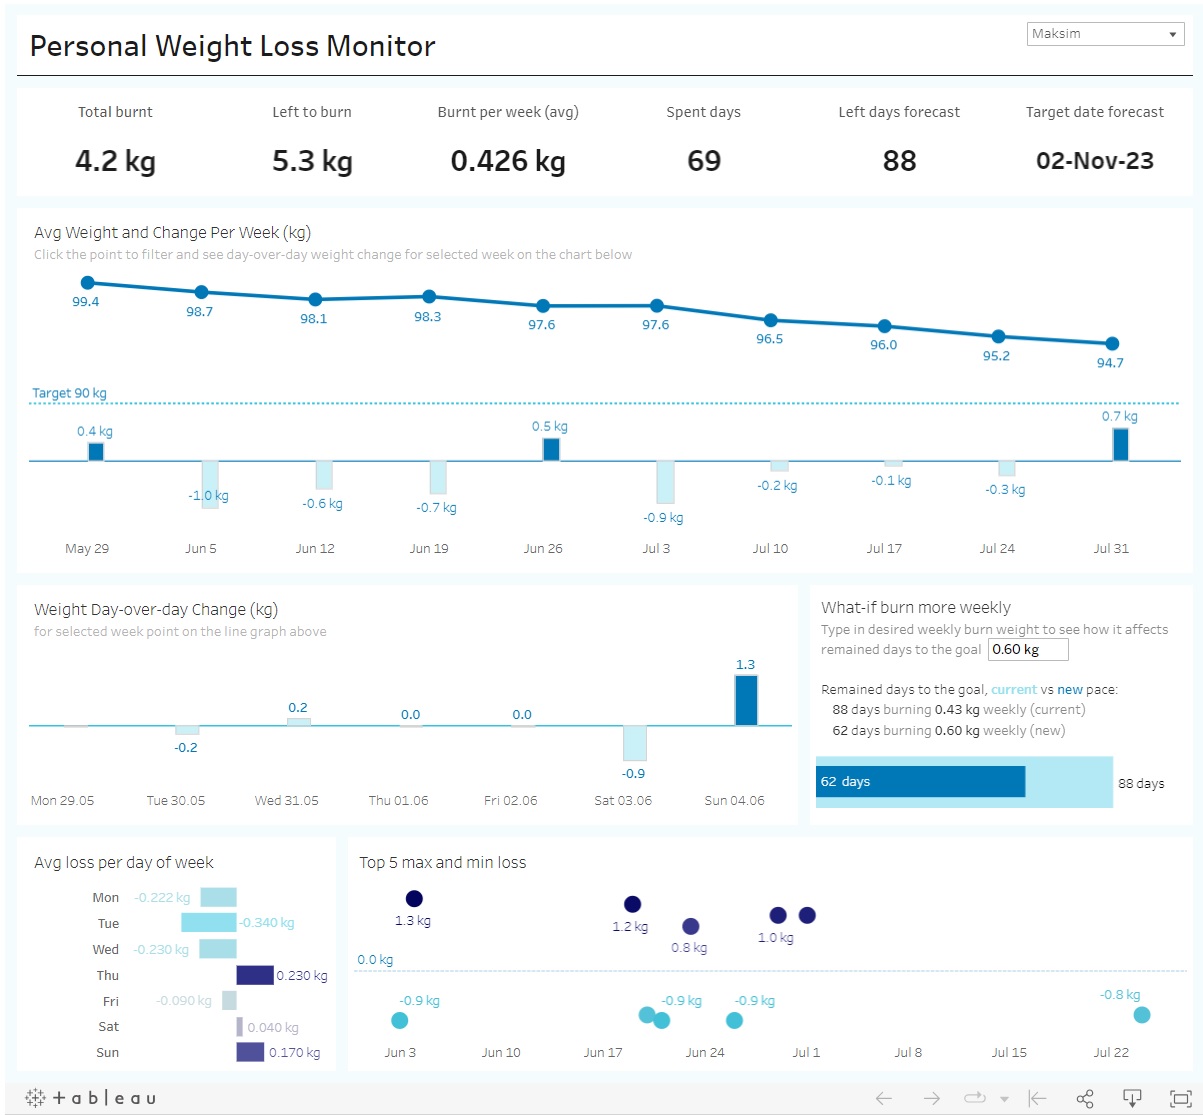 Personal Weight Loss Monitor
Maksim
Total burnt
Left to burn
Burnt per week (avg)
Spent days
Left days forecast
Target date forecast
4.2 kg
5.3 kg
0.426 kg
69
88
02-Nov-23
Avg Weight and Change Per Week (kg)
Click the point to filter and see day-over-day weight change for selected week on the chart below
99.4
98.7
98.1
98.3
97.6
97.6
96.5
96.0
95.2
94.7
Target 90 kg
0.4 kg
-1.0 kg
-0.6 kg
-0.7 kg
0.5 kg
-0.9 kg
-0.2 kg
-0.1 kg
-0.3 kg
0.7 kg
May 29
Jun 5
Jun 12
Jun 19
Jun 26
Jul 3
Jul 10
Jul 17
Jul 24
Jul 31
Weight Day-over-day Change (kg)
for selected week point on the line graph above
-0.2
0.2
0.0
0.0
-0.9
1.3
Mon 29.05
Tue 30.05
Wed 31.05
Thu 01.06
Fri 02.06
Sat 03.06
Sun 04.06
What-if burn more weekly
Type in desired weekly burn weight to see how it affects
remained days to the goal 0.60 kg
Remained days to the goal, current vs new pace:
88 days burning 0.43 kg weekly (current)
62 days burning 0.60 kg weekly (new)
62 days
88 days
Avg loss per day of week
Mon -0.222 kg
Tue -0.340 kg
Wed -0.230 kg
Thu 0.230 kg
Fri -0.090 kg
Sat 0.040 kg
Sun 0.170 kg
Top 5 max and min loss
1.3 kg
1.2 kg
0.8 kg
1.0 kg
0.0 kg
-0.9 kg
-0.9 kg
-0.9 kg
-0.8 kg
Jun 3
Jun 10
Jun 17
Jun 24
Jul 1
Jul 8
Jul 15
Jul 22
+ableau